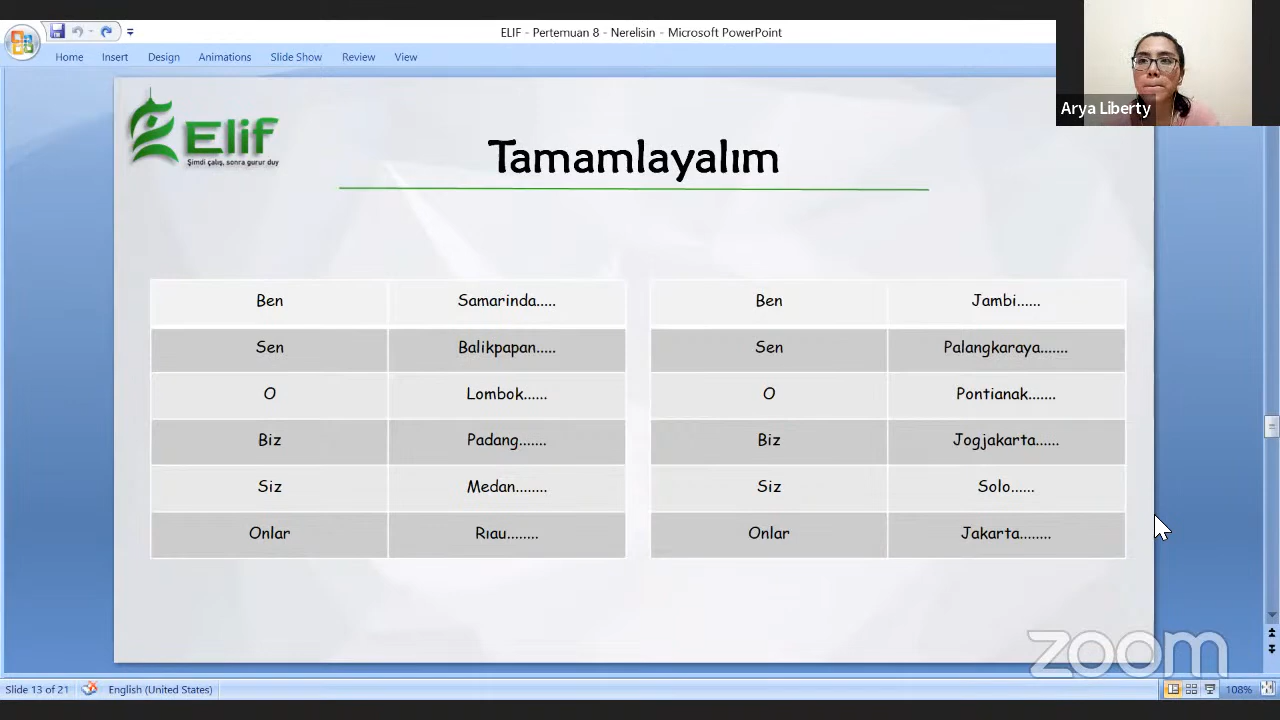 ELIF - Pertemuan 8 - Nerelisin - Microsoft PowerPoint
Home Insert Design Animations Slide Show Review View
Arya Liberty
Elif
Şimdi çalış, sonra gurur duy
Tamamlayalım
Ben Samarinda..... Ben Jambi......
Sen Balikpapan..... Sen Palangkaraya.......
O Lombok...... O Pontianak.......
Biz Padang....... Biz Jogjakarta......
Siz Medan........ Siz Solo......
Onlar Rıau........ Onlar Jakarta........
zoom
Slide 13 of 21 English (United States) 108%